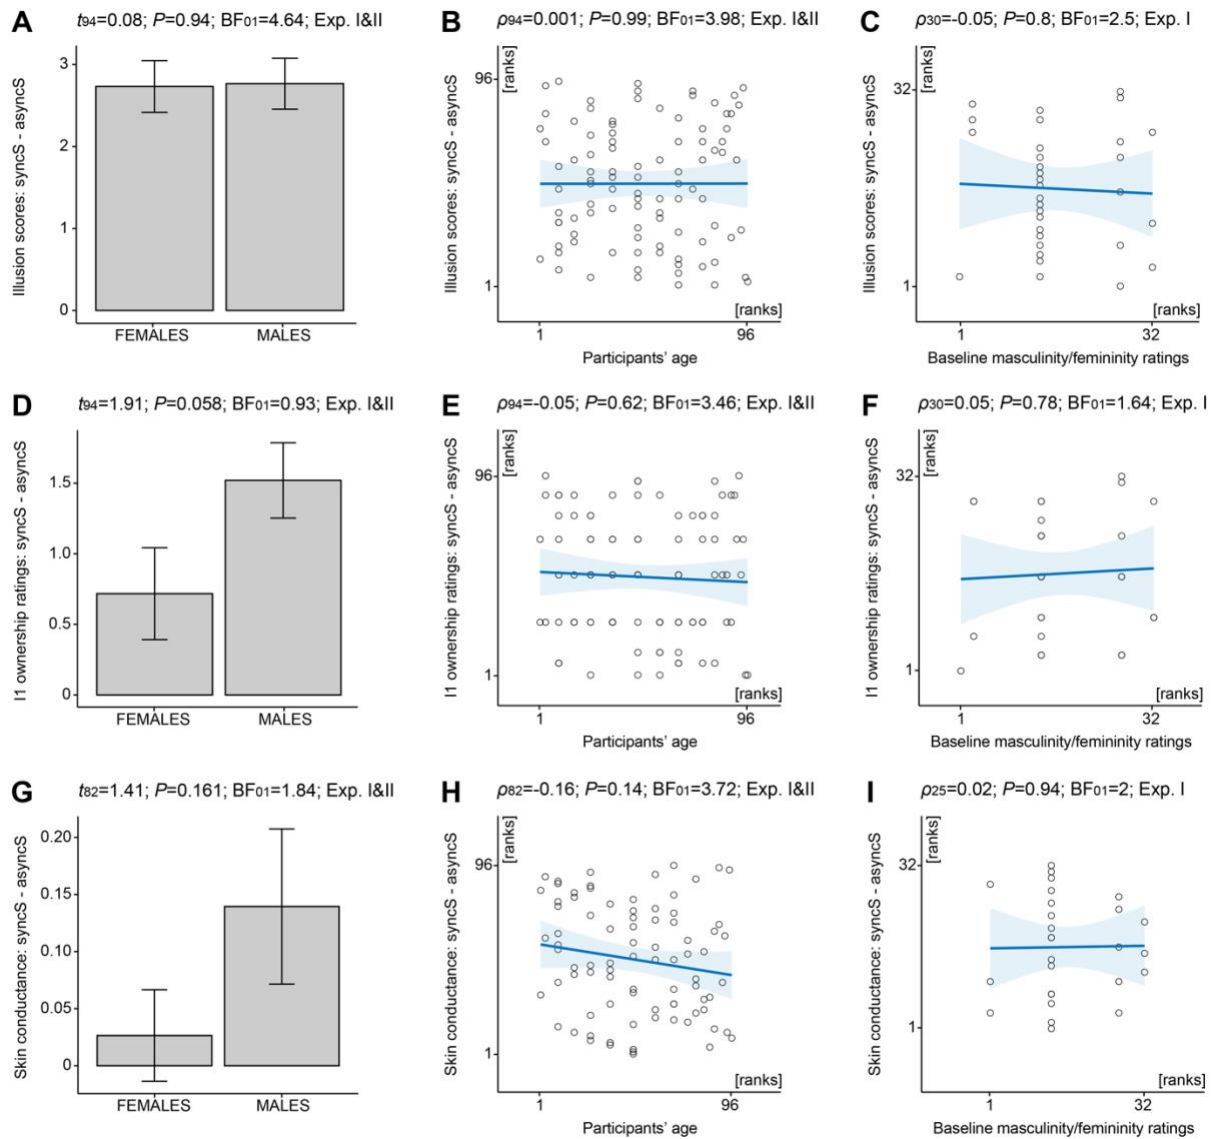 A
t94=0.08; P=0.94; BF01=4.64; Exp. I&II
Illusion scores: syncS - asyncS
3
2
1
0
FEMALES
MALES
B
ρ94=0.001; P=0.99; BF01=3.98; Exp. I&II
Illusion scores: syncS - asyncS
[ranks]
96
1
[ranks]
1
96
Participants' age
C
ρ30=-0.05; P=0.8; BF01=2.5; Exp. I
Illusion scores: syncS - asyncS
[ranks]
32
1
[ranks]
1
32
Baseline masculinity/femininity ratings
D
t94=1.91; P=0.058; BF01=0.93; Exp. I&II
I1 ownership ratings: syncS - asyncS
1.5
1.0
0.5
0
FEMALES
MALES
E
ρ94=-0.05; P=0.62; BF01=3.46; Exp. I&II
I1 ownership ratings: syncS - asyncS
[ranks]
96
1
[ranks]
1
96
Participants' age
F
ρ30=0.05; P=0.78; BF01=1.64; Exp. I
I1 ownership ratings: syncS - asyncS
[ranks]
32
1
[ranks]
1
32
Baseline masculinity/femininity ratings
G
t82=1.41; P=0.161; BF01=1.84; Exp. I&II
Skin conductance: syncS - asyncS
0.20
0.15
0.10
0.05
0
FEMALES
MALES
H
ρ82=-0.16; P=0.14; BF01=3.72; Exp. I&II
Skin conductance: syncS - asyncS
[ranks]
96
1
[ranks]
1
96
Participants' age
I
ρ25=0.02; P=0.94; BF01=2; Exp. I
Skin conductance: syncS - asyncS
[ranks]
32
1
[ranks]
1
32
Baseline masculinity/femininity ratings